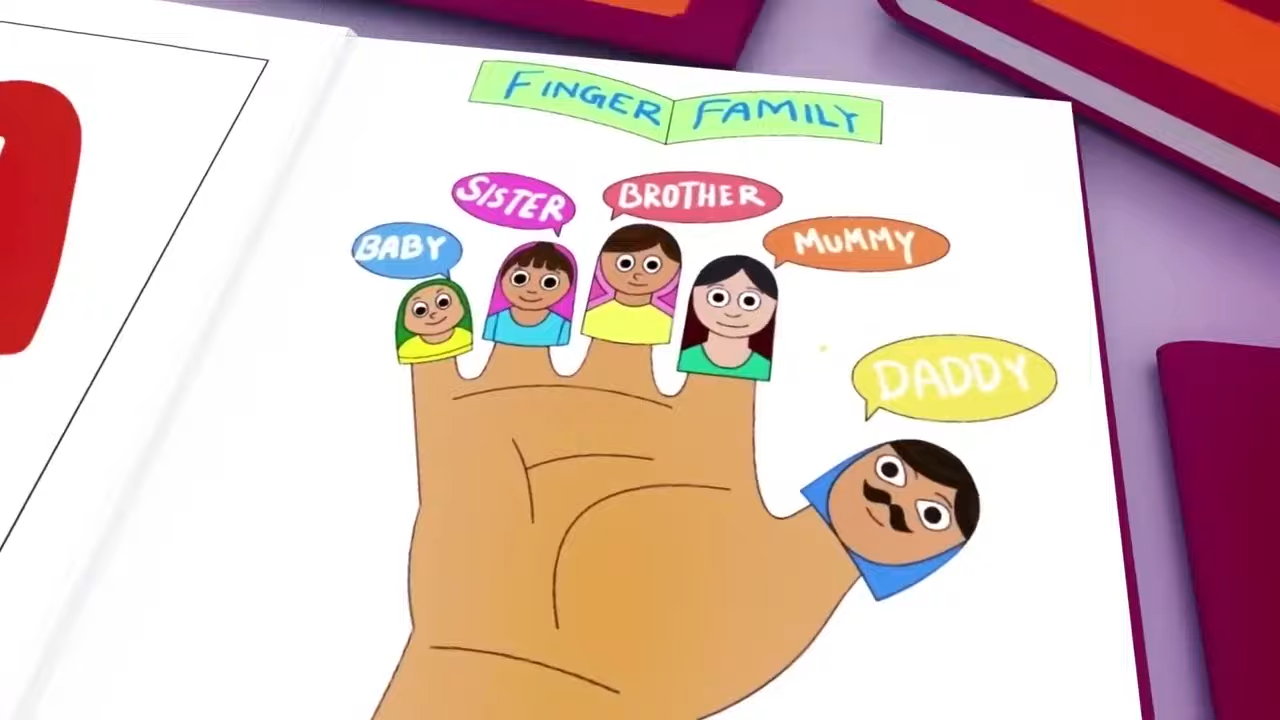 FINGER FAMILY
SISTER
BROTHER
BABY
MUMMY
DADDY